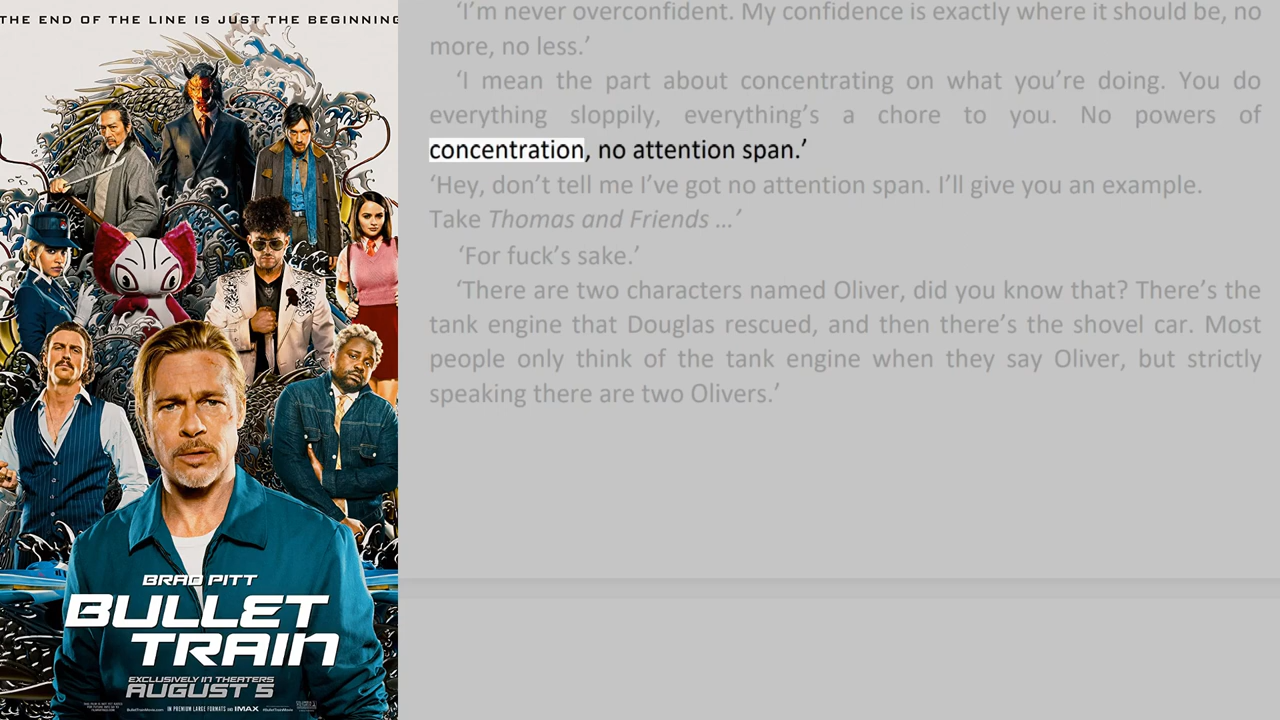 THE END OF THE LINE IS JUST THE BEGINNING
BRAD PITT
BULLET
TRAIN
EXCLUSIVELY IN THEATERS
AUGUST 5
IN PREMIUM LARGE FORMATS AND IMAX
‘I’m never overconfident. My confidence is exactly where it should be, no
more, no less.’
‘I mean the part about concentrating on what you’re doing. You do
everything sloppily, everything’s a chore to you. No powers of
concentration, no attention span.’
‘Hey, don’t tell me I’ve got no attention span. I’ll give you an example.
Take Thomas and Friends …’
‘For fuck’s sake.’
‘There are two characters named Oliver, did you know that? There’s the
tank engine that Douglas rescued, and then there’s the shovel car. Most
people only think of the tank engine when they say Oliver, but strictly
speaking there are two Olivers.’